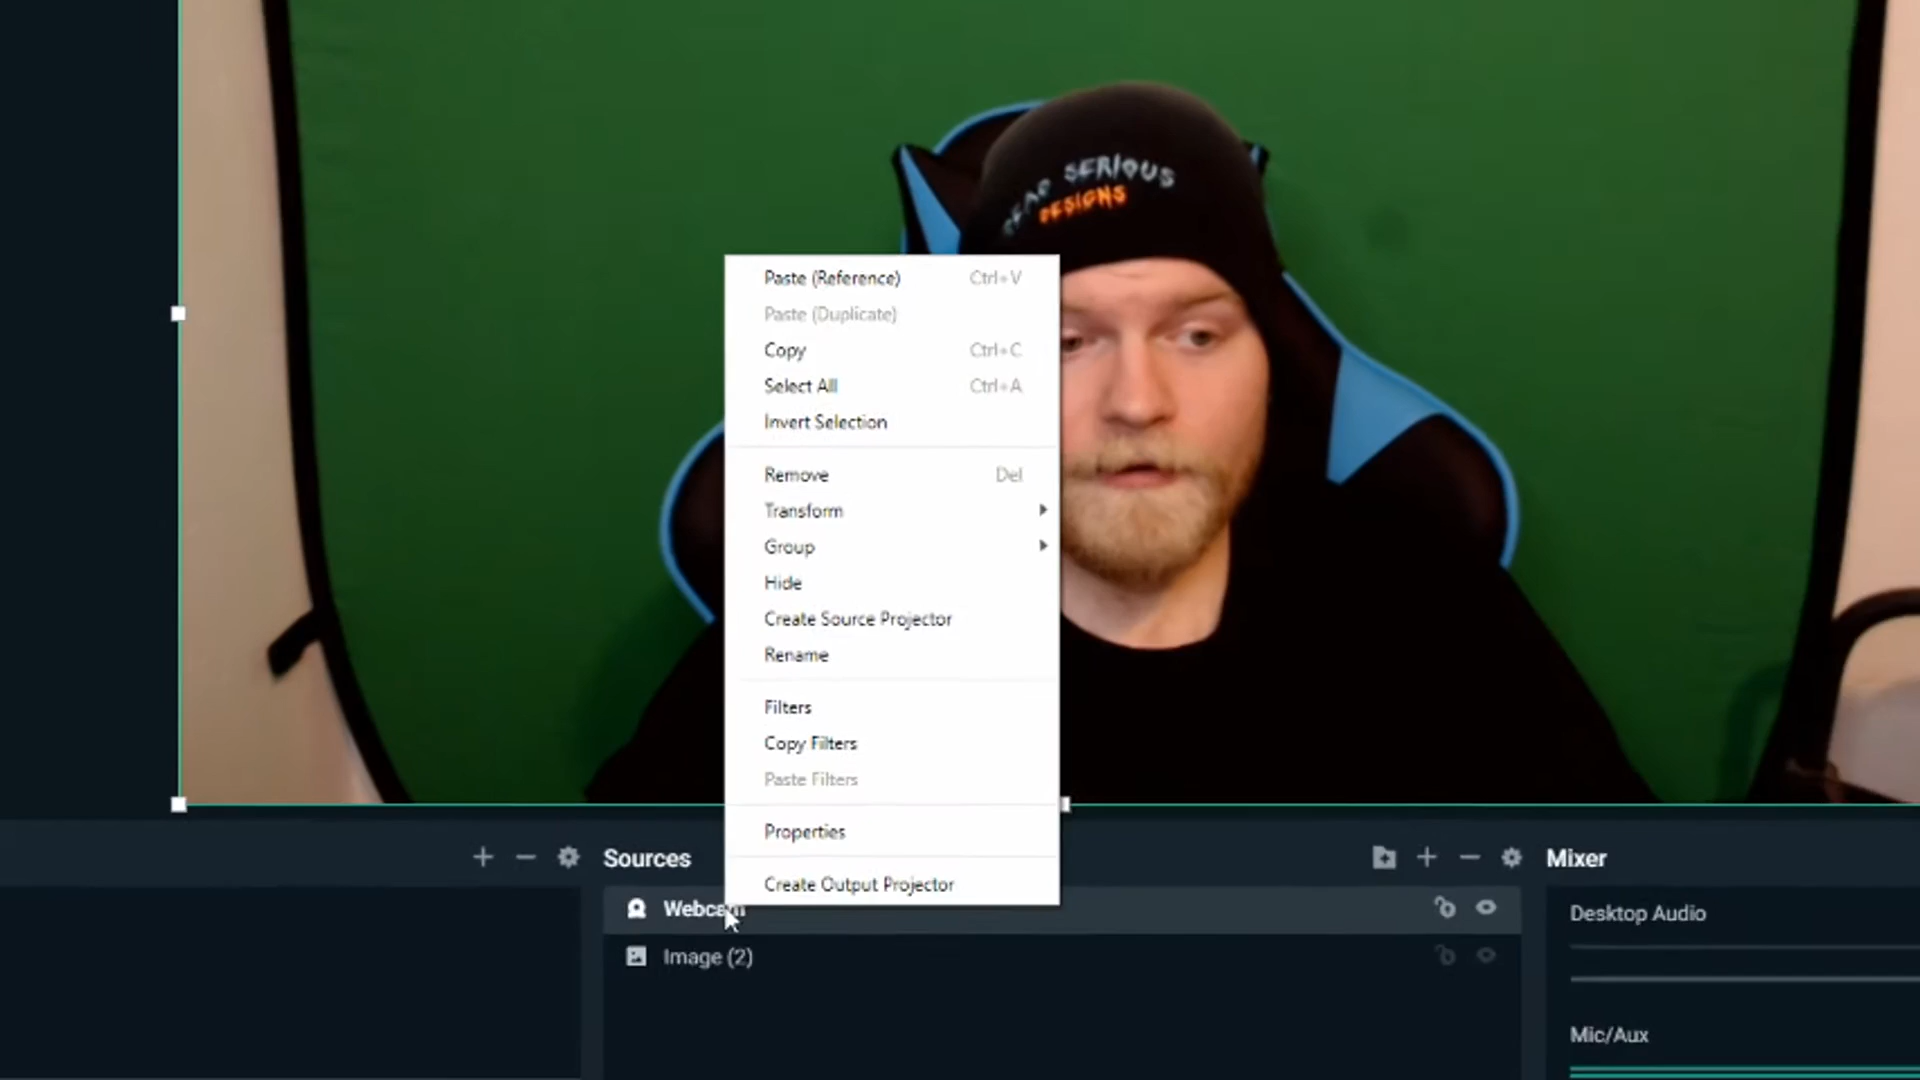 SERIOUS
DESIGNS
Paste (Reference) Ctrl+V
Paste (Duplicate)
Copy Ctrl+C
Select All Ctrl+A
Invert Selection
Remove Del
Transform
Group
Hide
Create Source Projector
Rename
Filters
Copy Filters
Paste Filters
Properties
Create Output Projector
Sources
Mixer
Webcam
Desktop Audio
Image (2)
Mic/Aux